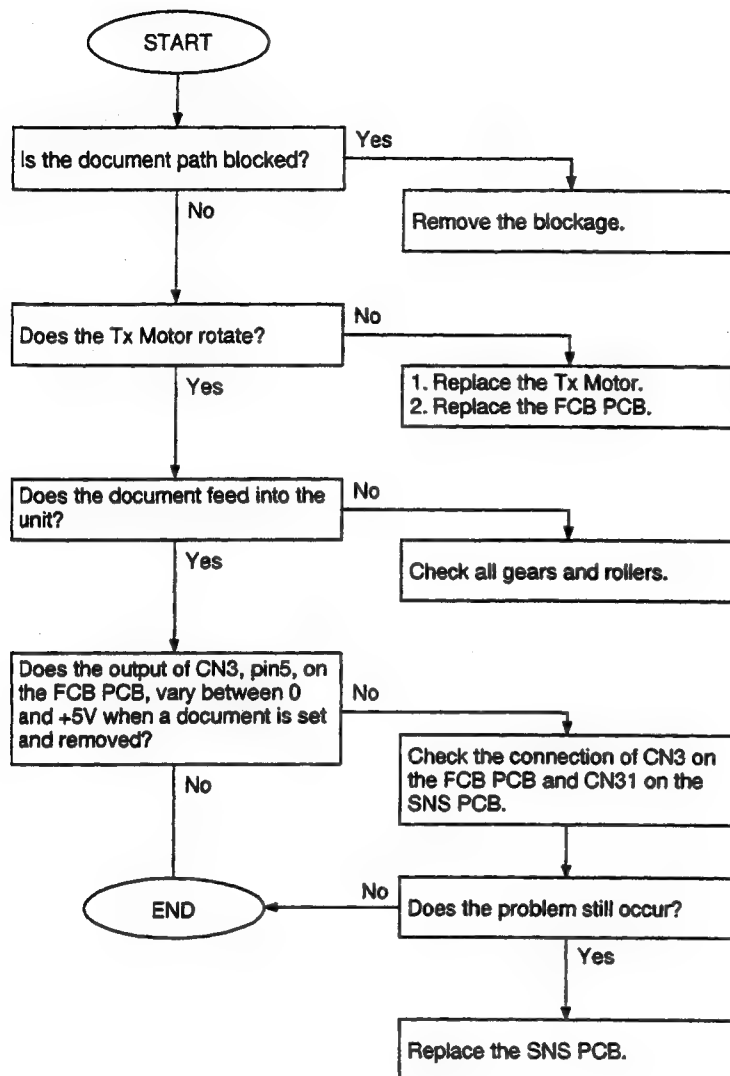 START
Is the document path blocked?
Yes
No
Remove the blockage.
Does the Tx Motor rotate?
No
Yes
1. Replace the Tx Motor.
2. Replace the FCB PCB.
Does the document feed into the
unit?
No
Yes
Check all gears and rollers.
Does the output of CN3, pin5, on
the FCB PCB, vary between 0
and +5V when a document is set
and removed?
No
No
Check the connection of CN3 on
the FCB PCB and CN31 on the
SNS PCB.
END
No
Does the problem still occur?
Yes
Replace the SNS PCB.